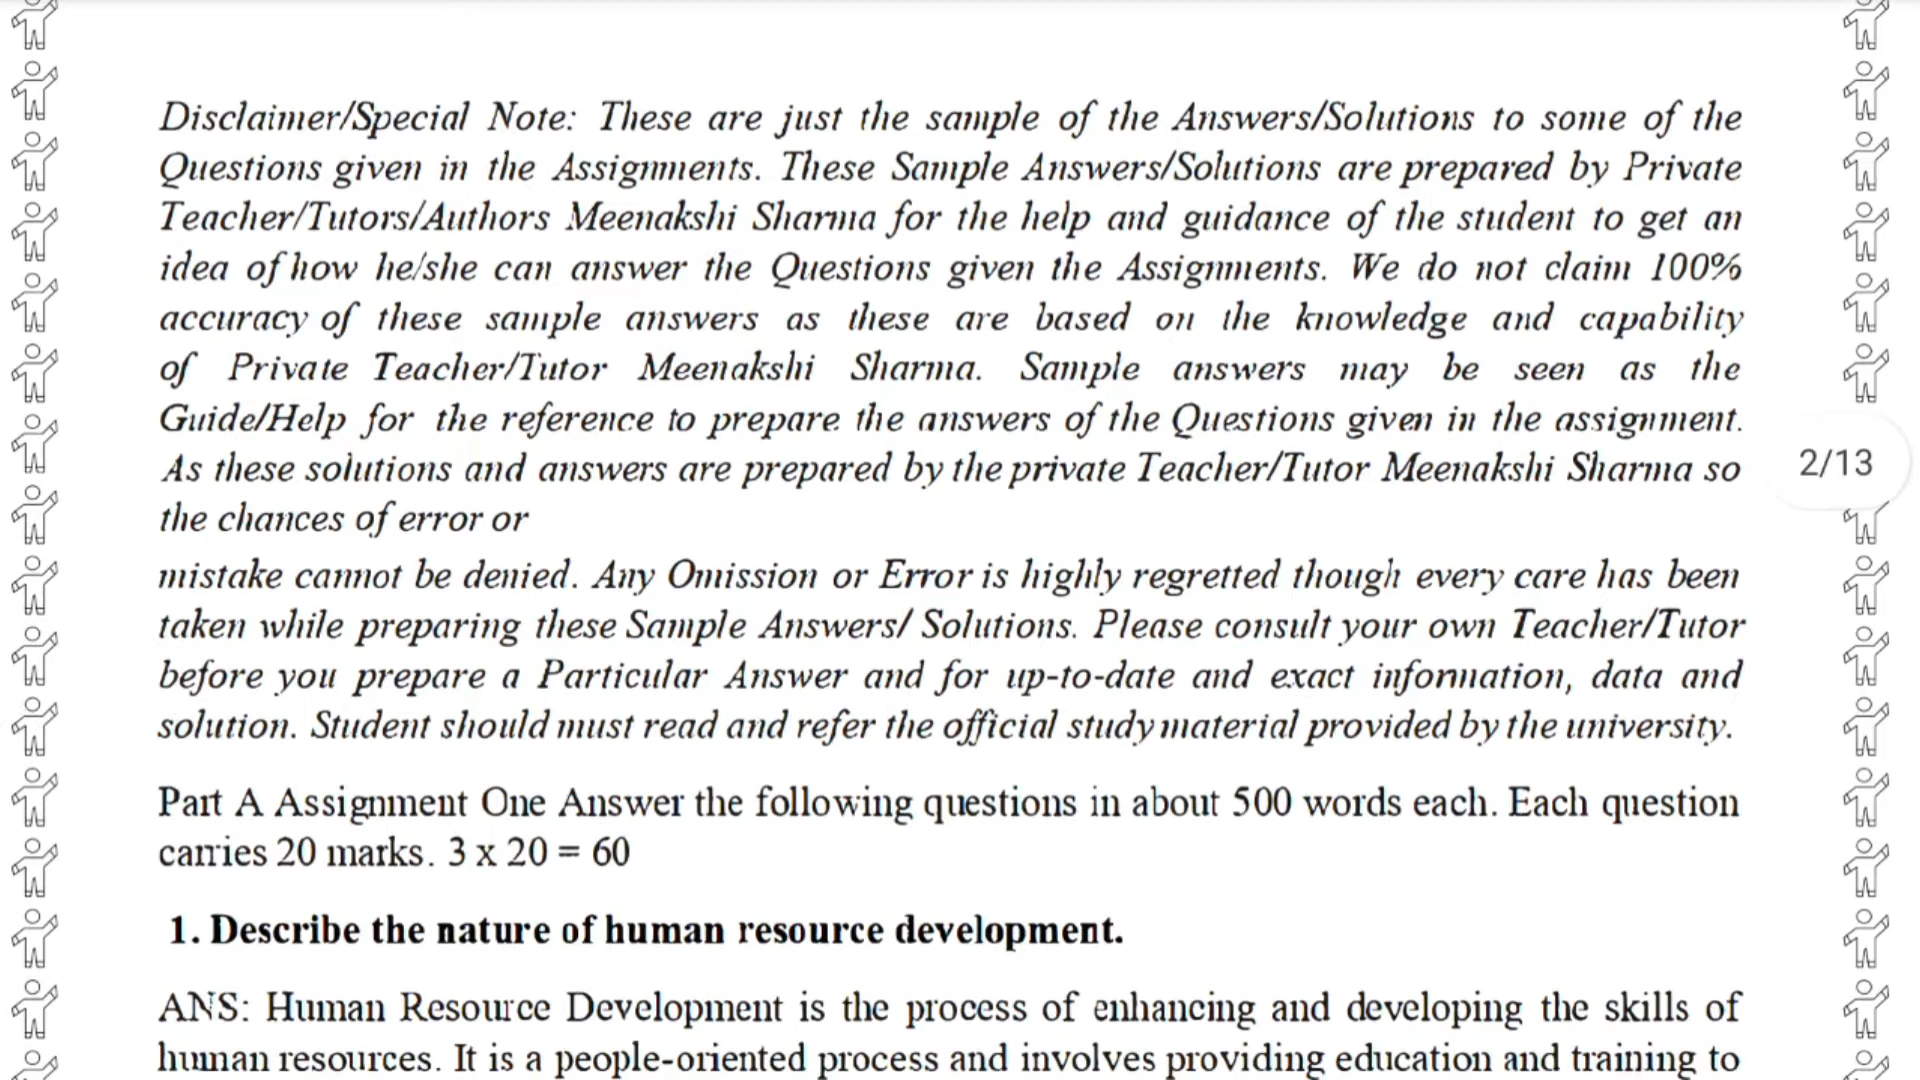 Disclaimer/Special Note: These are just the sample of the Answers/Solutions to some of the
Questions given in the Assignments. These Sample Answers/Solutions are prepared by Private
Teacher/Tutors/Authors Meenakshi Sharma for the help and guidance of the student to get an
idea of how he/she can answer the Questions given the Assignments. We do not claim 100%
accuracy of these sample answers as these are based on the knowledge and capability
of Private Teacher/Tutor Meenakshi Sharma. Sample answers may be seen as the
Guide/Help for the reference to prepare the answers of the Questions given in the assignment.
As these solutions and answers are prepared by the private Teacher/Tutor Meenakshi Sharma so
2/13
the chances of error or
mistake cannot be denied. Any Omission or Error is highly regretted though every care has been
taken while preparing these Sample Answers/ Solutions. Please consult your own Teacher/Tutor
before you prepare a Particular Answer and for up-to-date and exact information, data and
solution. Student should must read and refer the official study material provided by the university.
Part A Assignment One Answer the following questions in about 500 words each. Each question
carries 20 marks. 3 x 20 = 60
1. Describe the nature of human resource development.
ANS: Human Resource Development is the process of enhancing and developing the skills of
human resources. It is a people-oriented process and involves providing education and training to